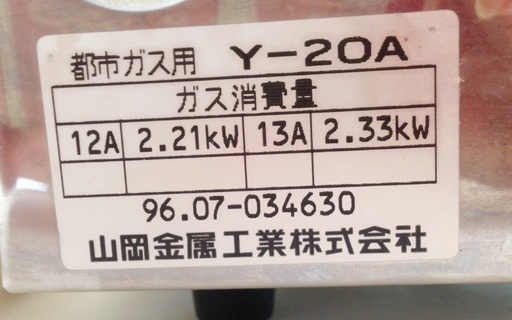 都市ガス用 Y-20A
ガス消費量
12A 2.21kW 13A 2.33kW
96.07-034630
山岡金属工業株式会社